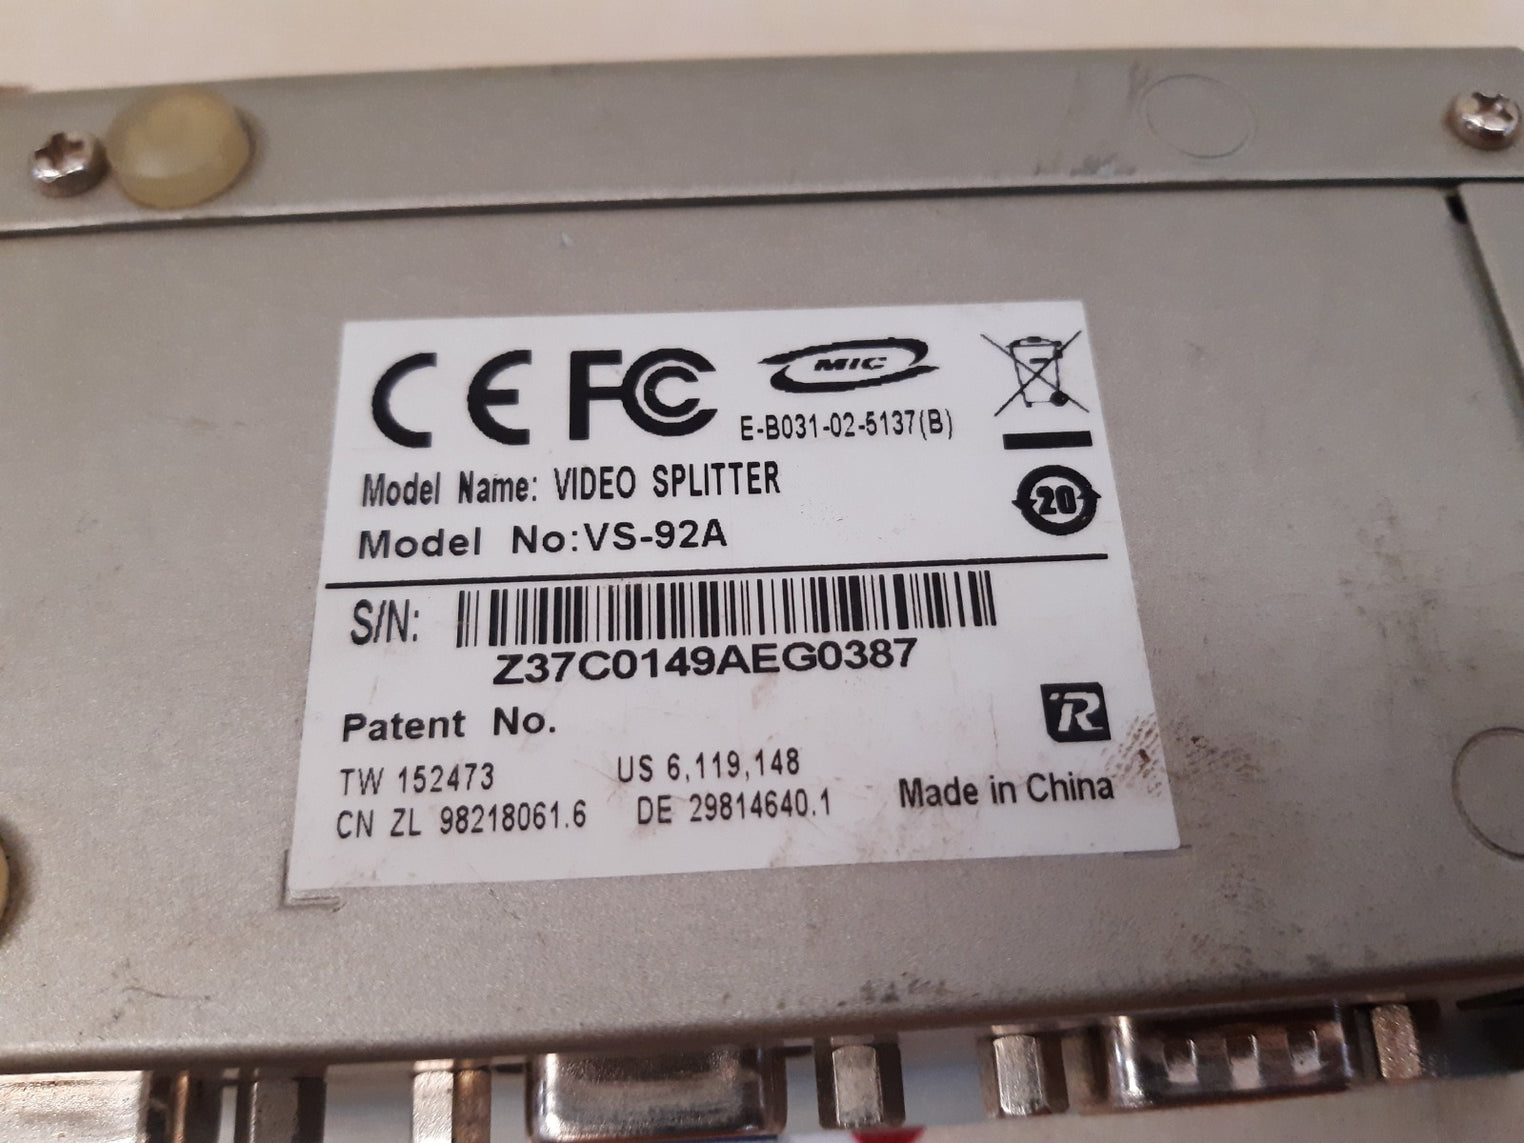 CE FC MIC
E-B031-02-5137(B)
Model Name: VIDEO SPLITTER
Model No:VS-92A
20
S/N:
Z37C0149AEG0387
Patent No.
R
TW 152473 US 6,119,148
CN ZL 98218061.6 DE 29814640.1
Made in China